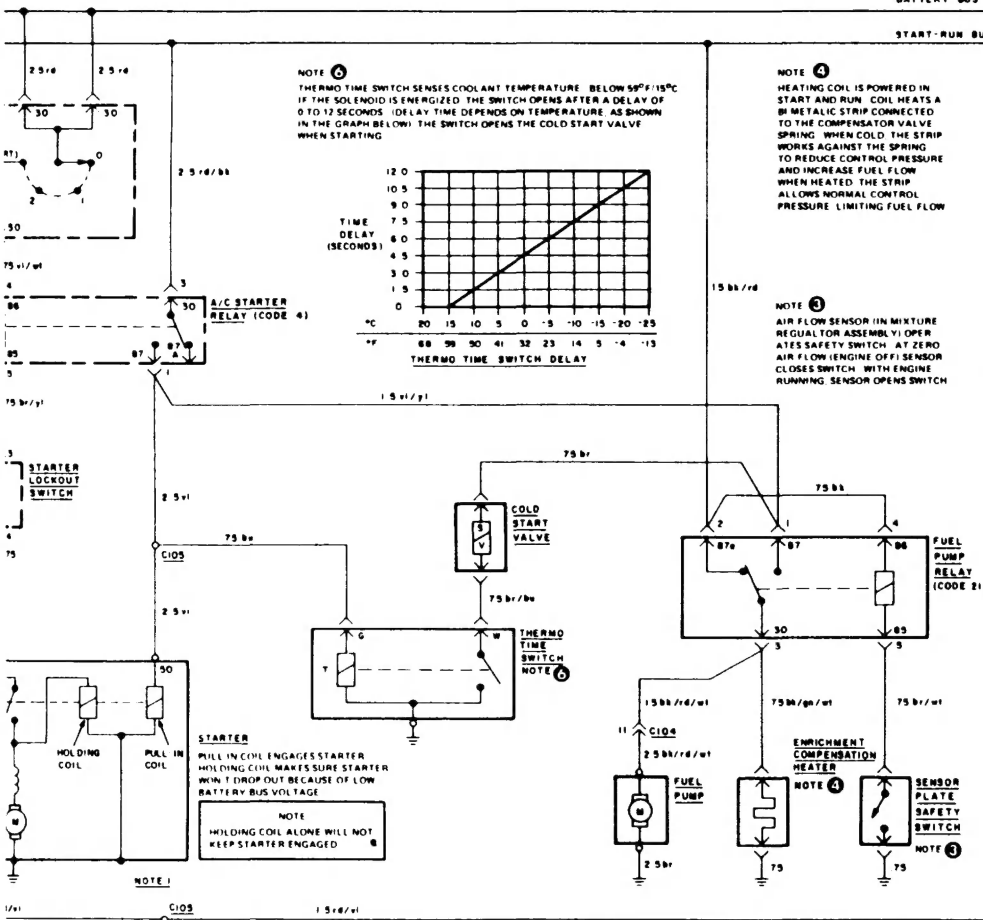 START-RUN BU
2 5 rd
2 5 rd
30
30
RT)
0
2
1
.50
75 vi/wt
4
86
85
5
75 br/yl
2 5 rd/bk
3
30
A/C STARTER
RELAY (CODE 4)
87
87
A
1
NOTE 6
THERMO TIME SWITCH SENSES COOLANT TEMPERATURE BELOW 59°F/15°C
IF THE SOLENOID IS ENERGIZED THE SWITCH OPENS AFTER A DELAY OF
0 TO 12 SECONDS (DELAY TIME DEPENDS ON TEMPERATURE, AS SHOWN
IN THE GRAPH BELOW) THE SWITCH OPENS THE COLD START VALVE
WHEN STARTING
TIME
DELAY
(SECONDS)
12 0
10 5
9 0
7 5
6 0
4 5
3 0
1 5
0
°C 20 15 10 5 0 -5 -10 -15 -20 -25
°F 68 59 50 41 32 23 14 5 -4 -13
THERMO TIME SWITCH DELAY
NOTE 4
HEATING COIL IS POWERED IN
START AND RUN COIL HEATS A
BI METALIC STRIP CONNECTED
TO THE COMPENSATOR VALVE
SPRING WHEN COLD THE STRIP
WORKS AGAINST THE SPRING
TO REDUCE CONTROL PRESSURE
AND INCREASE FUEL FLOW
WHEN HEATED THE STRIP
ALLOWS NORMAL CONTROL
PRESSURE LIMITING FUEL FLOW
1 5 bk/rd
NOTE 3
AIR FLOW SENSOR (IN MIXTURE
REGUALTOR ASSEMBLY) OPER
ATES SAFETY SWITCH AT ZERO
AIR FLOW (ENGINE OFF) SENSOR
CLOSES SWITCH WITH ENGINE
RUNNING, SENSOR OPENS SWITCH
1 5 vi/yl
STARTER
LOCKOUT
SWITCH
4
75
2 5 vi
C105
75 bu
2 5 vi
75 br
COLD
START
VALVE
S
V
75 br/bu
G
W
T
THERMO
TIME
SWITCH
NOTE 6
75 bk
2
1
4
87a
87
86
FUEL
PUMP
RELAY
(CODE 2)
30
85
3
5
50
HOLDING
COIL
PULL IN
COIL
M
NOTE 1
STARTER
PULL IN COIL ENGAGES STARTER
HOLDING COIL MAKES SURE STARTER
WON T DROP OUT BECAUSE OF LOW
BATTERY BUS VOLTAGE
NOTE
HOLDING COIL ALONE WILL NOT
KEEP STARTER ENGAGED
1 5 bk/rd/wt
11 C104
2 5 bk/rd/wt
FUEL
PUMP
M
2 5 br
75 bk/gn/wt
ENRICHMENT
COMPENSATION
HEATER
NOTE 4
75
75 br/wt
SENSOR
PLATE
SAFETY
SWITCH
NOTE 3
75
C105
1 5 rd/vi